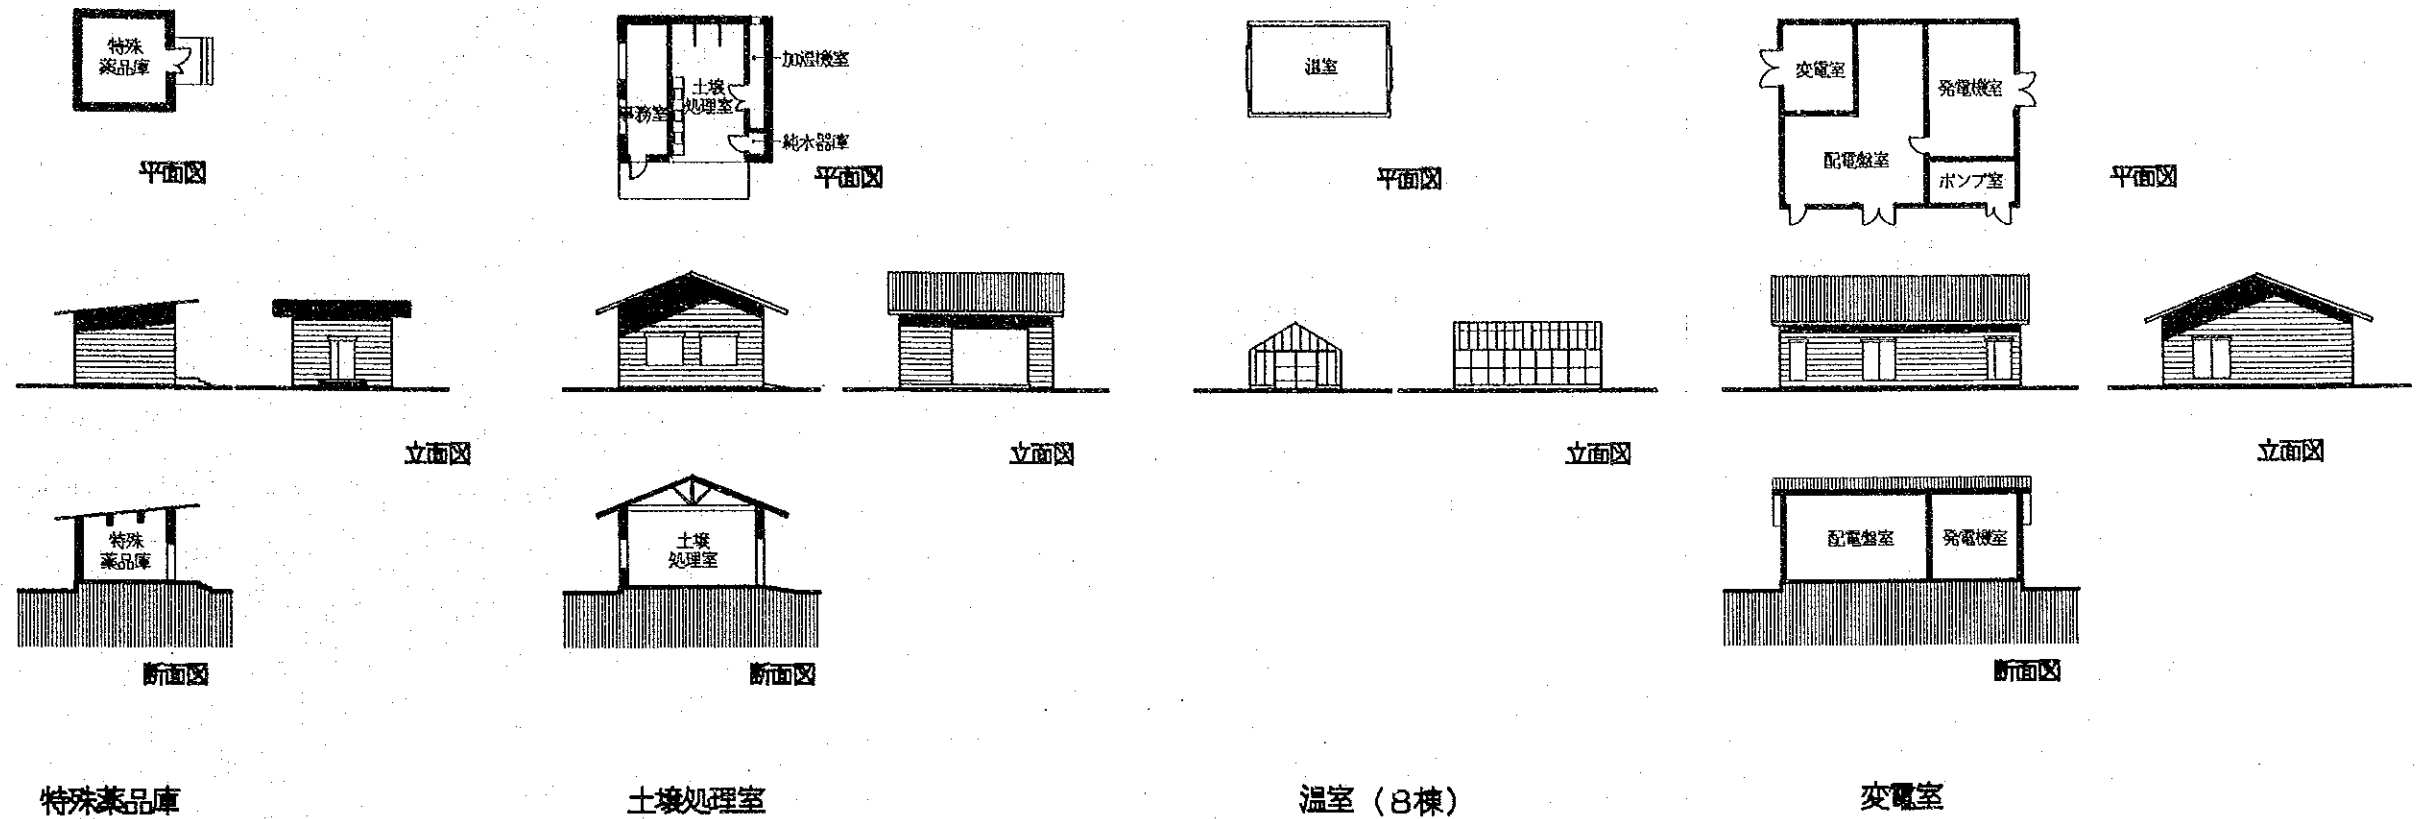 特殊
薬品庫
平面図
加湿機室
土壌
処理室
事務室
純水器庫
平面図
温室
平面図
変電室
発電機室
配電盤室
ポンプ室
平面図
立面図
立面図
立面図
立面図
特殊
薬品庫
断面図
土壌
処理室
断面図
配電盤室
発電機室
断面図
特殊薬品庫
土壌処理室
温室（8棟）
変電室